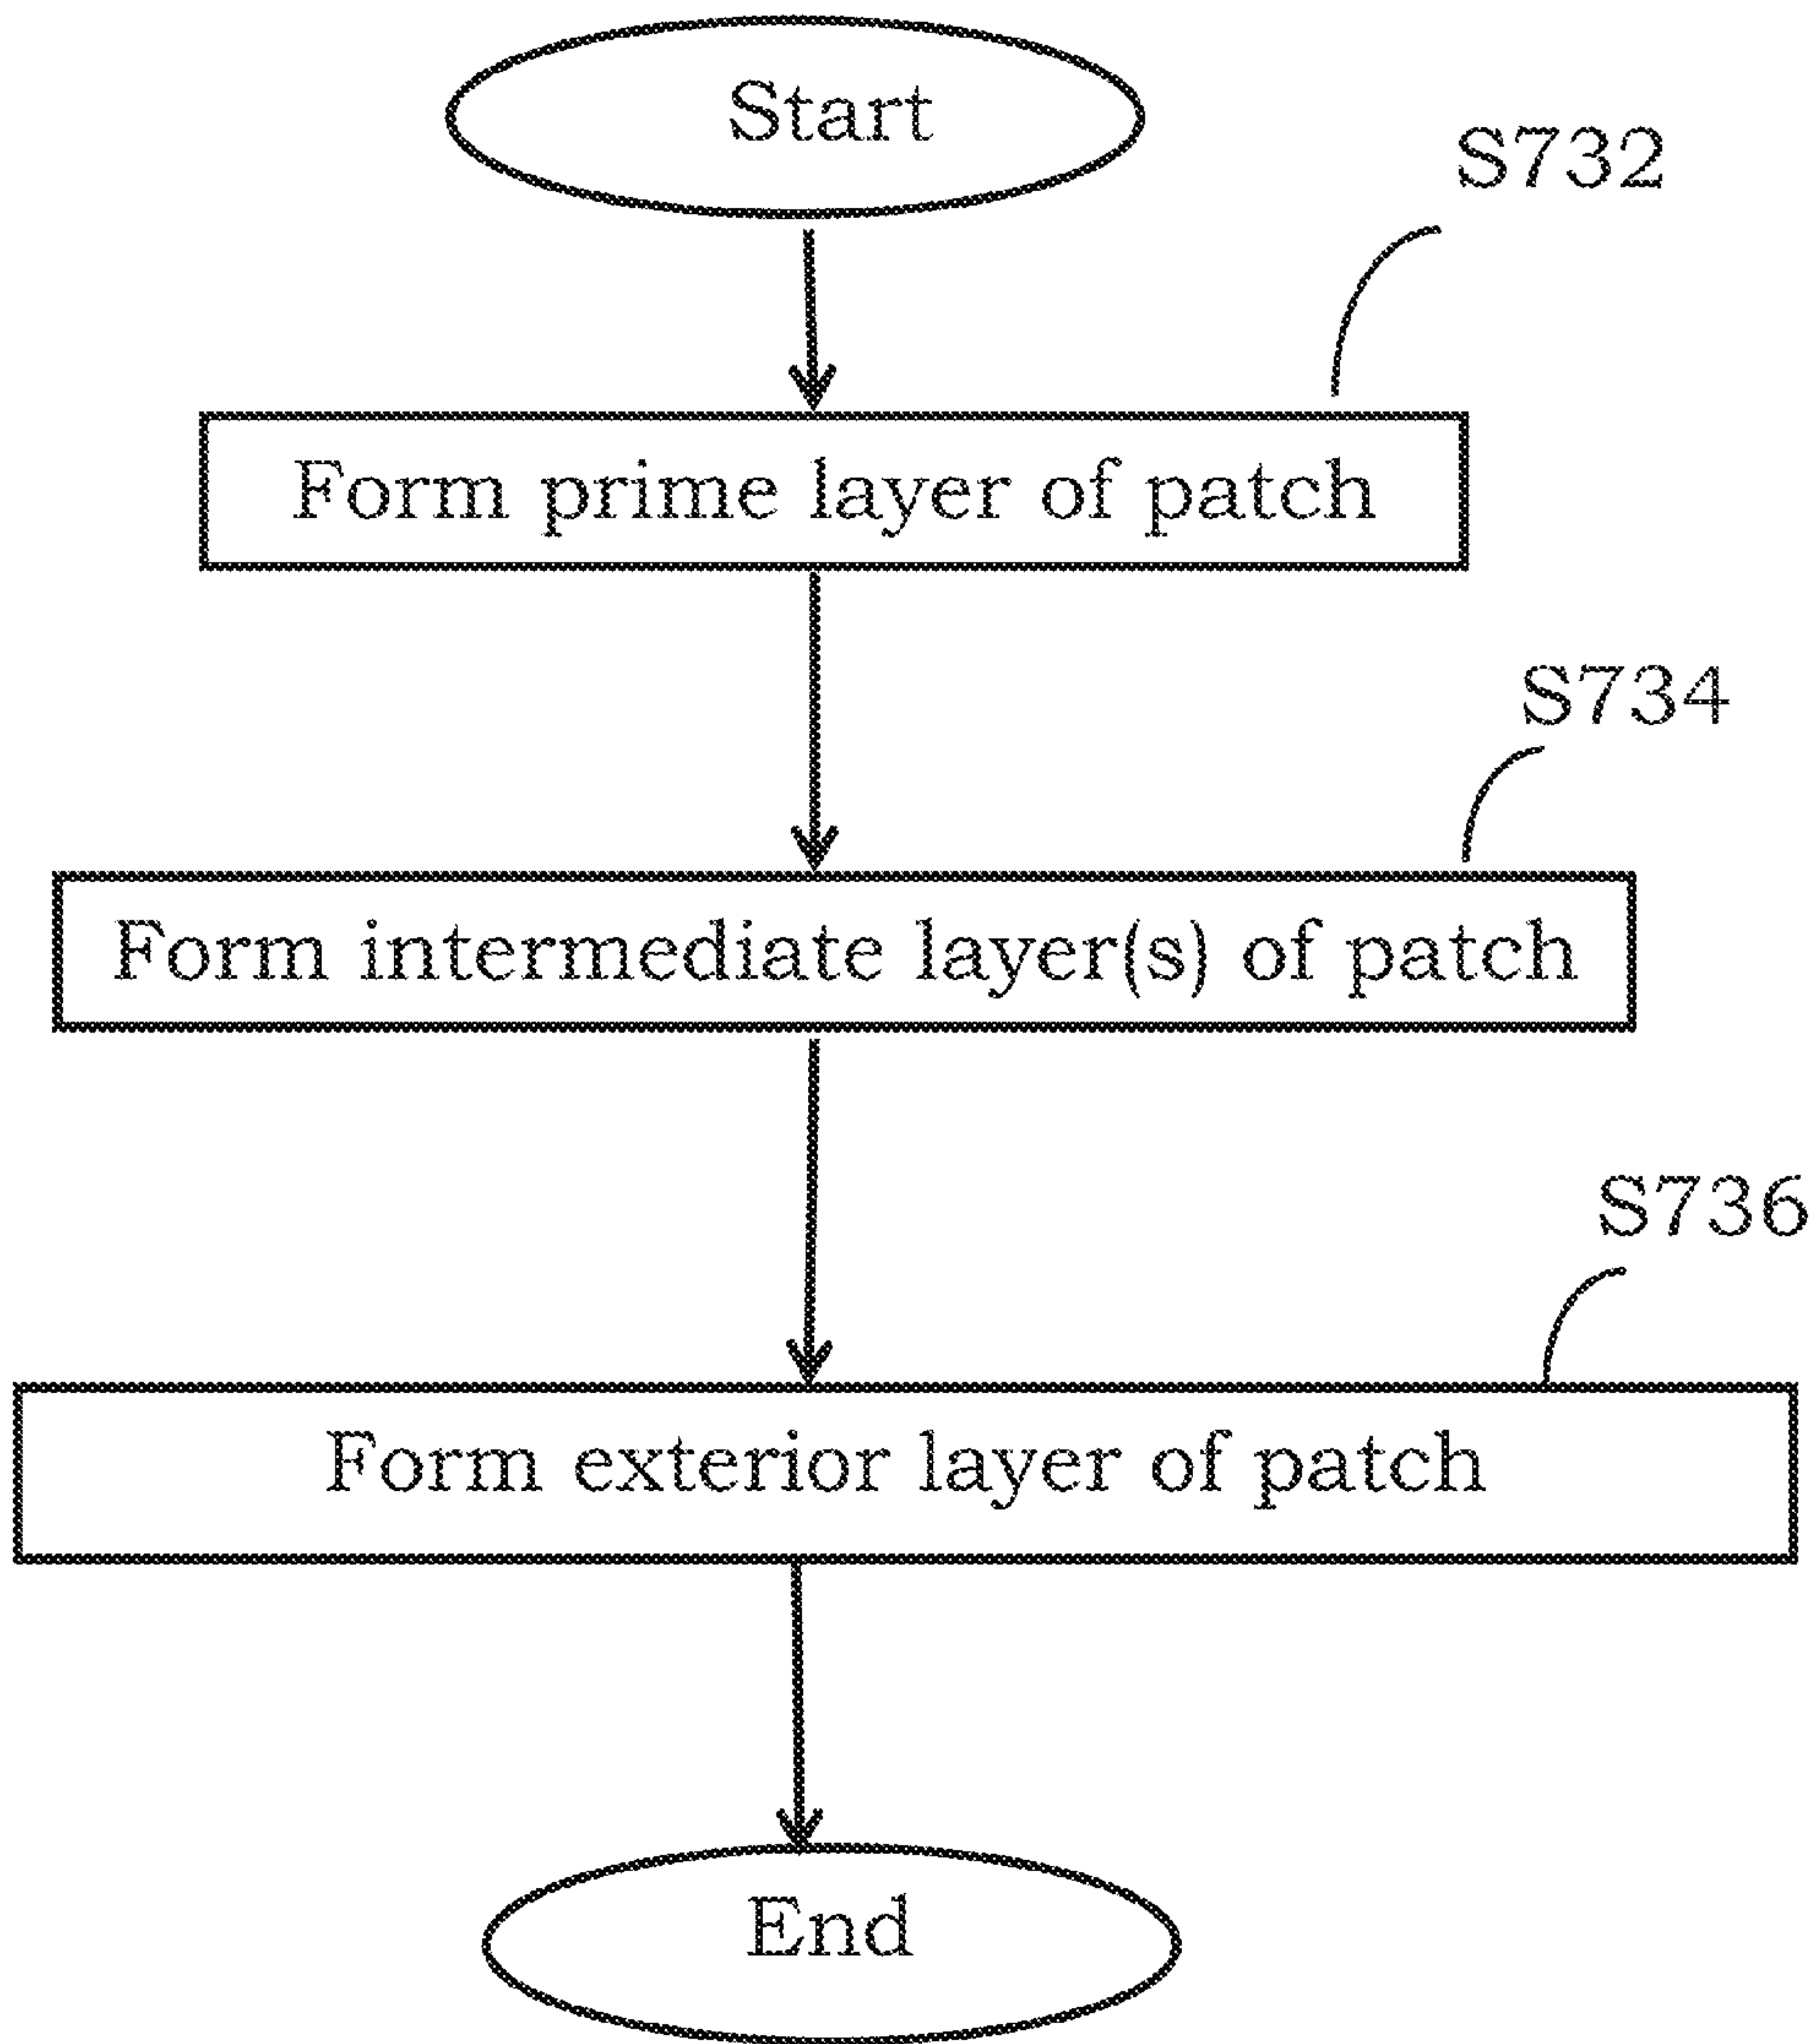 Start
S732
Form prime layer of patch
S734
Form intermediate layer(s) of patch
S736
Form exterior layer of patch
End